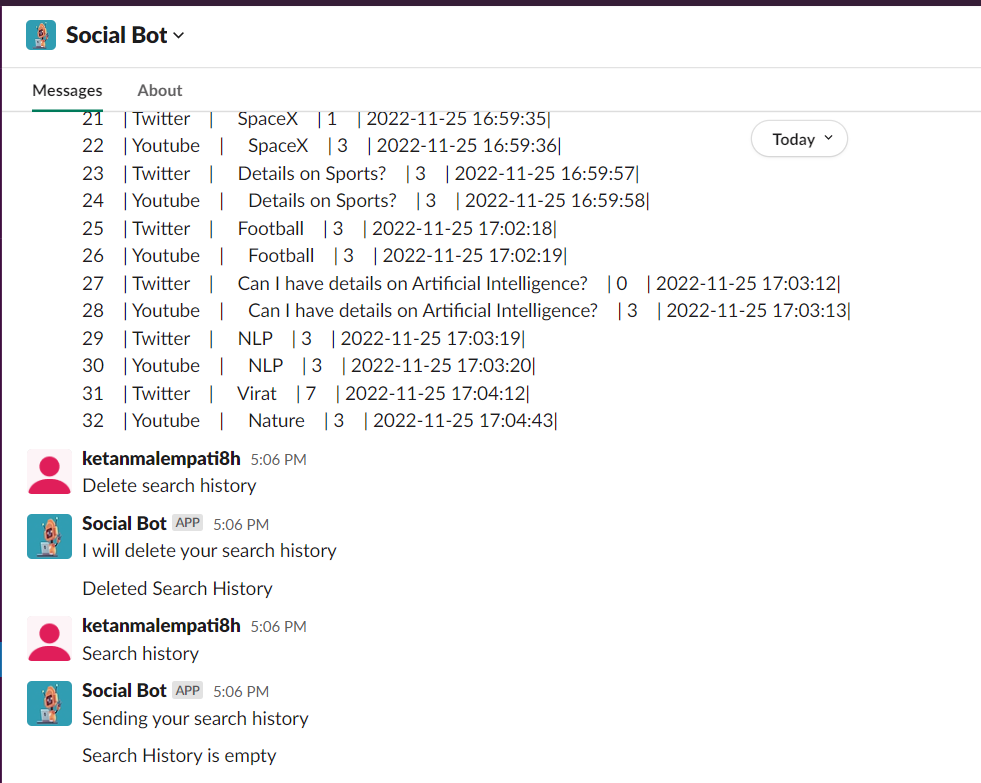 Social Bot
Messages About
21 | Twitter | SpaceX | 1 | 2022-11-25 16:59:35|
Today
22 | Youtube | SpaceX | 3 | 2022-11-25 16:59:36|
23 | Twitter | Details on Sports? | 3 | 2022-11-25 16:59:57|
24 | Youtube | Details on Sports? | 3 | 2022-11-25 16:59:58|
25 | Twitter | Football | 3 | 2022-11-25 17:02:18|
26 | Youtube | Football | 3 | 2022-11-25 17:02:19|
27 | Twitter | Can I have details on Artificial Intelligence? | 0 | 2022-11-25 17:03:12|
28 | Youtube | Can I have details on Artificial Intelligence? | 3 | 2022-11-25 17:03:13|
29 | Twitter | NLP | 3 | 2022-11-25 17:03:19|
30 | Youtube | NLP | 3 | 2022-11-25 17:03:20|
31 | Twitter | Virat | 7 | 2022-11-25 17:04:12|
32 | Youtube | Nature | 3 | 2022-11-25 17:04:43|
ketanmalempati8h 5:06 PM
Delete search history
Social Bot APP 5:06 PM
I will delete your search history
Deleted Search History
ketanmalempati8h 5:06 PM
Search history
Social Bot APP 5:06 PM
Sending your search history
Search History is empty